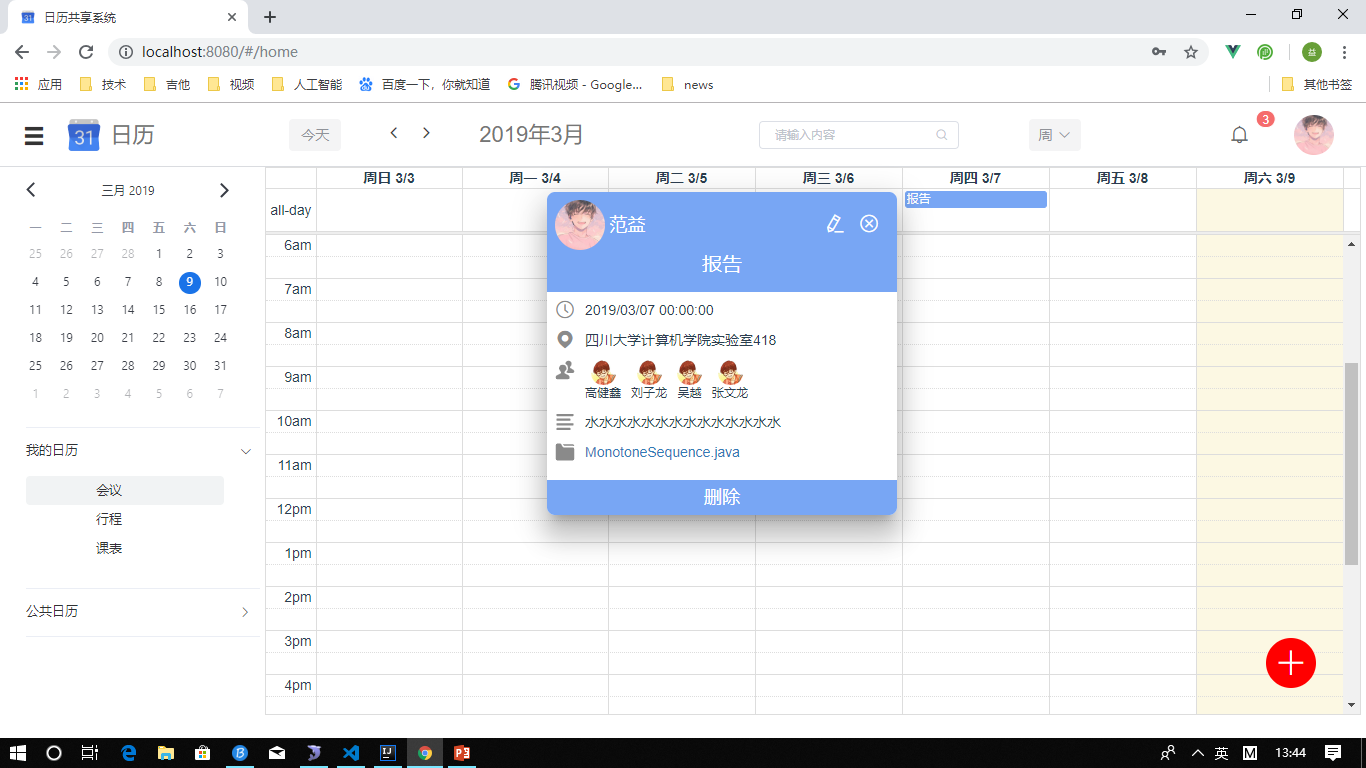 日历共享系统
localhost:8080/#/home
益
应用 技术 吉他 视频 人工智能 百度一下，你就知道 腾讯视频 - Google... news 其他书签
31 日历 今天 2019年3月 请输入内容 周 3
三月 2019
一 二 三 四 五 六 日
25 26 27 28 1 2 3
4 5 6 7 8 9 10
11 12 13 14 15 16 17
18 19 20 21 22 23 24
25 26 27 28 29 30 31
1 2 3 4 5 6 7
我的日历
会议
行程
课表
公共日历
周日 3/3 周一 3/4 周二 3/5 周三 3/6 周四 3/7 周五 3/8 周六 3/9
all-day
报告
6am
7am
8am
9am
10am
11am
12pm
1pm
2pm
3pm
4pm
范益
报告
2019/03/07 00:00:00
四川大学计算机学院实验室418
高健鑫 刘子龙 吴越 张文龙
水水水水水水水水水水水水水水
MonotoneSequence.java
删除
英 M 13:44